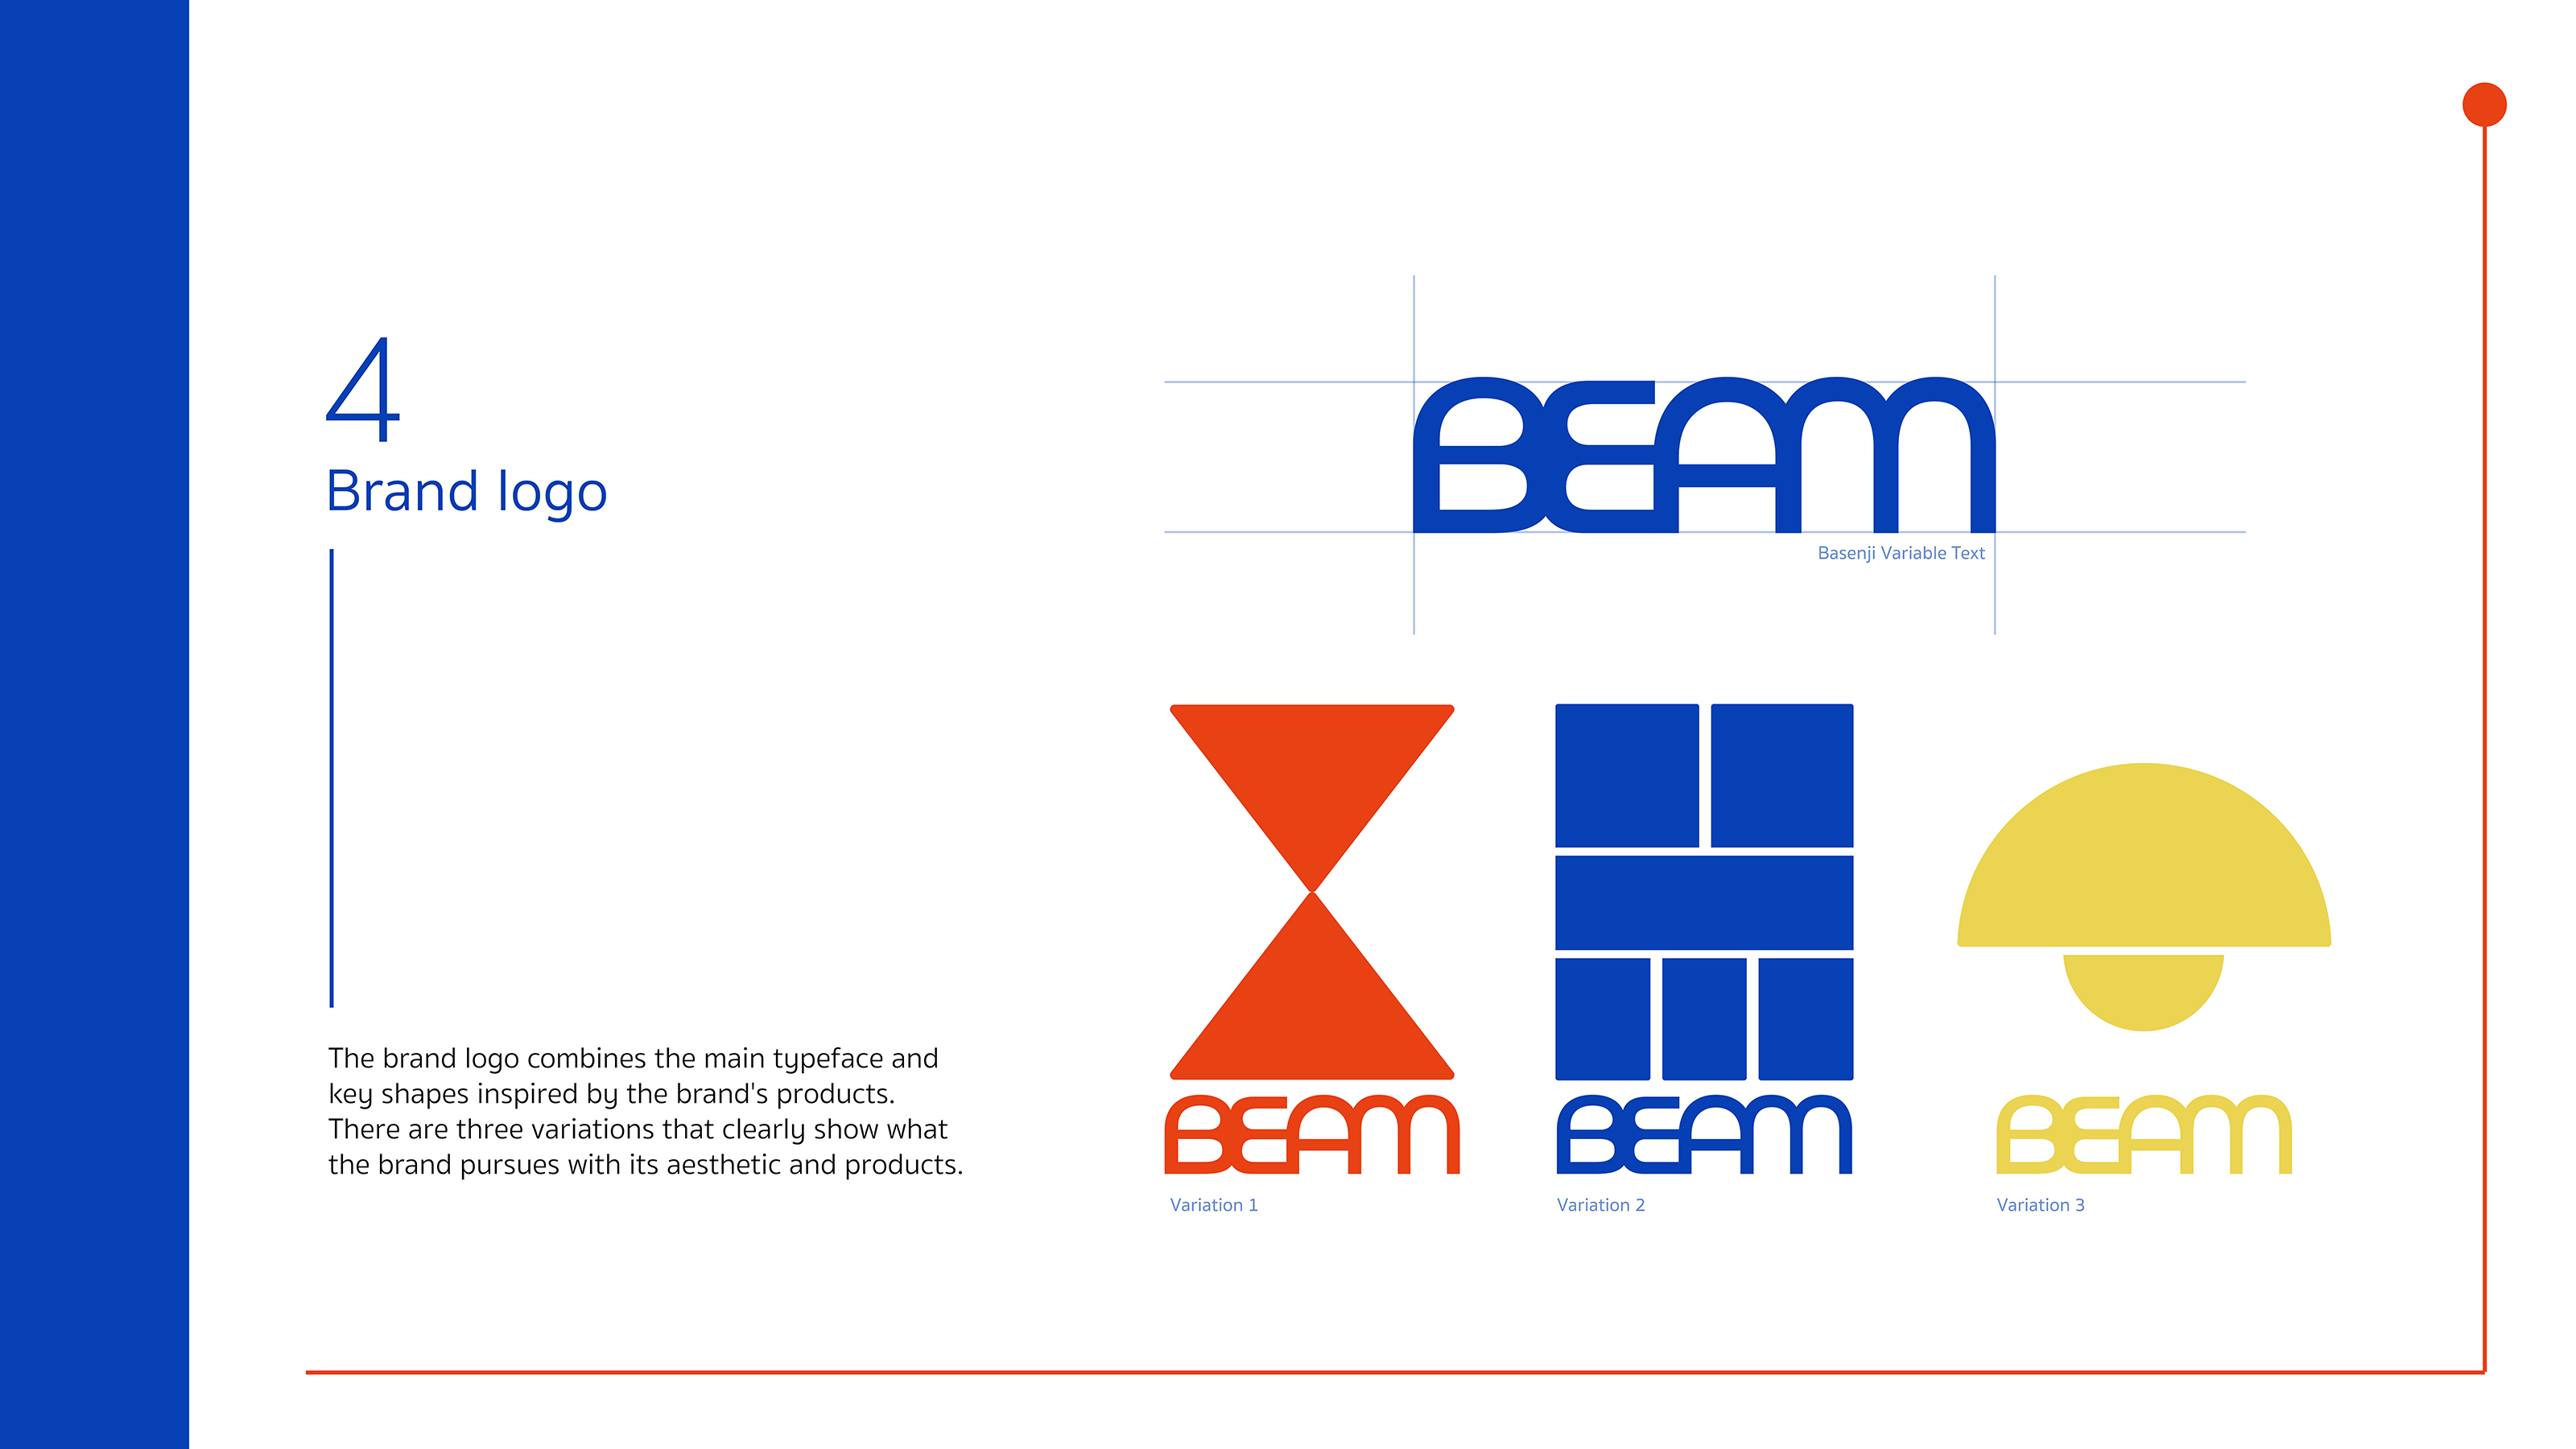 4
Brand logo
The brand logo combines the main typeface and
key shapes inspired by the brand's products.
There are three variations that clearly show what
the brand pursues with its aesthetic and products.
BEAM
Basenji Variable Text
BEAM
Variation 1
BEAM
Variation 2
BEAM
Variation 3